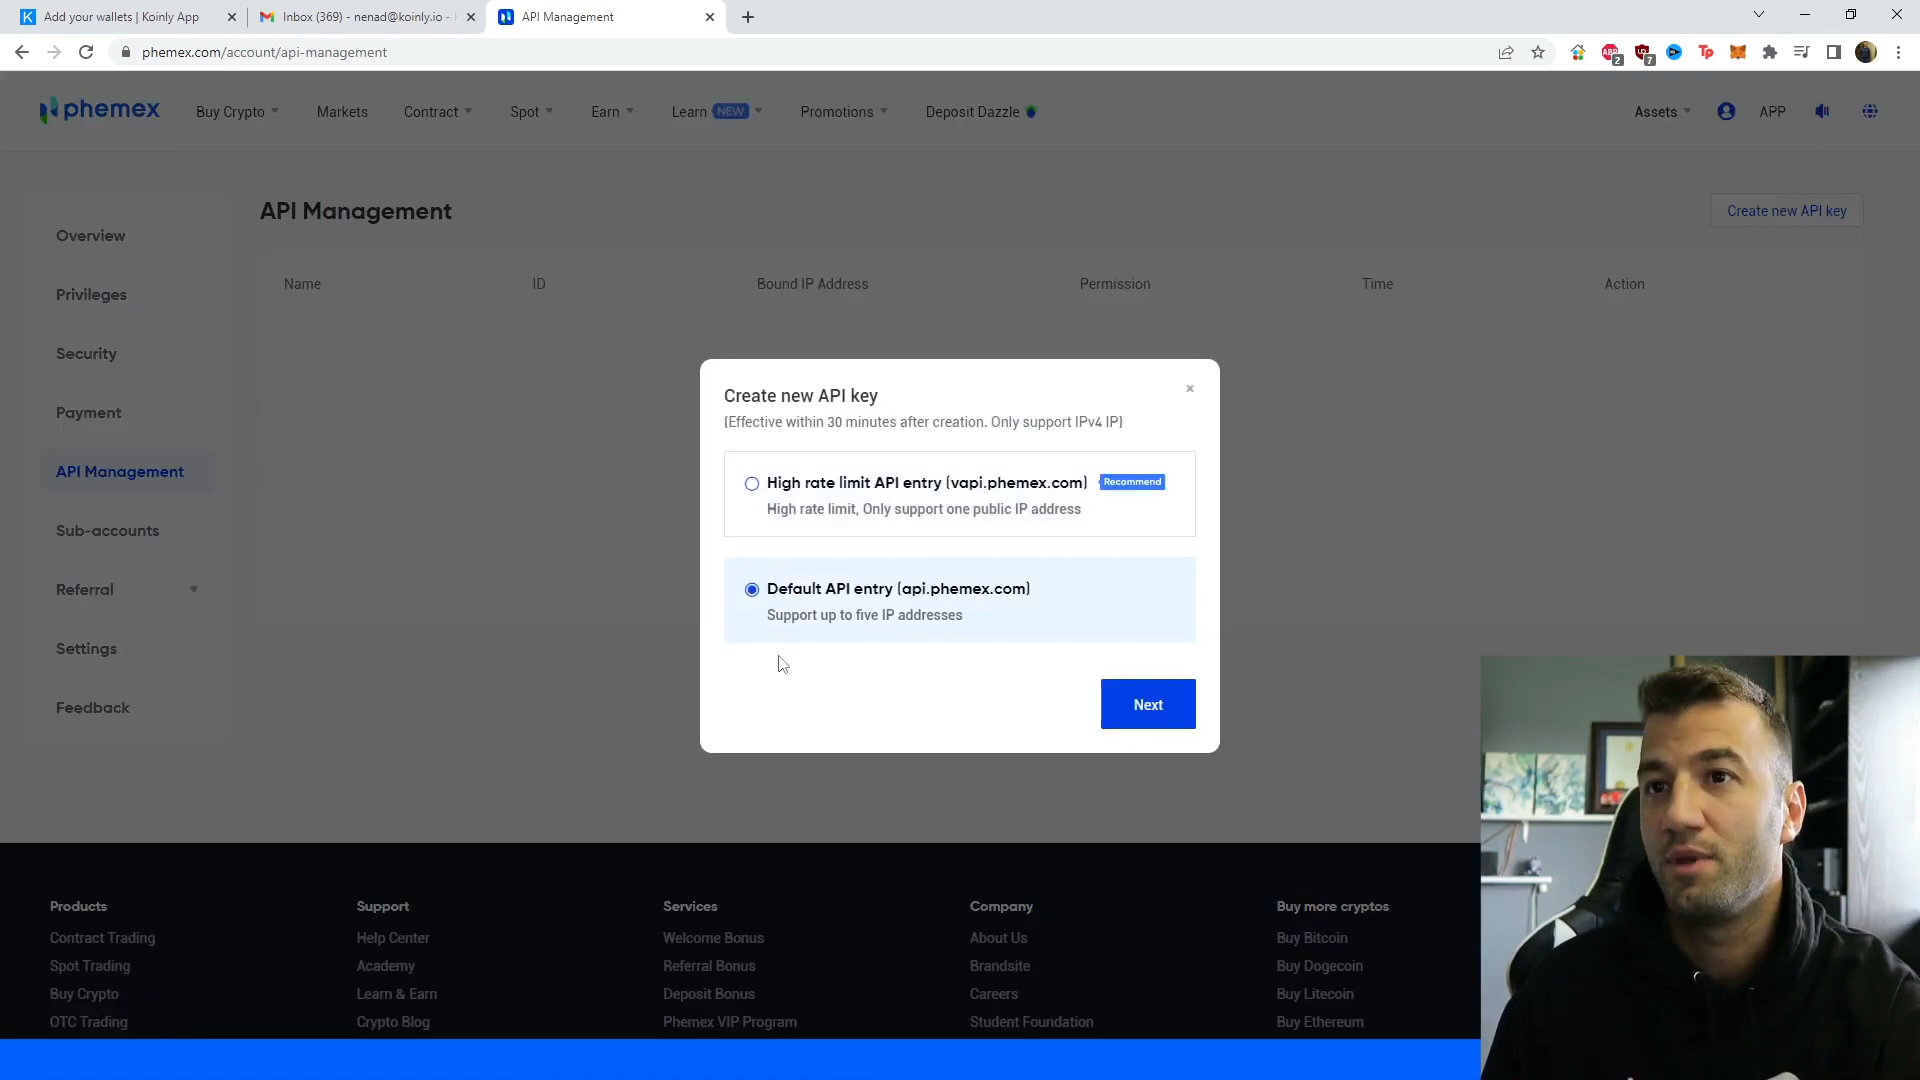 Add your wallets | Koinly App
Inbox (369) - nenad@koinly.io -
API Management
phemex.com/account/api-management
ABP 2
7
Tp
phemex
Buy Crypto
Markets
Contract
Spot
Earn
Learn NEW
Promotions
Deposit Dazzle
Assets
APP
Overview
Privileges
Security
Payment
API Management
Sub-accounts
Referral
Settings
Feedback
API Management
Create new API key
Name
ID
Bound IP Address
Permission
Time
Action
Create new API key
(Effective within 30 minutes after creation. Only support IPv4 IP)
High rate limit API entry (vapi.phemex.com) Recommend
High rate limit, Only support one public IP address
Default API entry (api.phemex.com)
Support up to five IP addresses
Next
Products
Contract Trading
Spot Trading
Buy Crypto
OTC Trading
Support
Help Center
Academy
Learn & Earn
Crypto Blog
Services
Welcome Bonus
Referral Bonus
Deposit Bonus
Phemex VIP Program
Company
About Us
Brandsite
Careers
Student Foundation
Buy more cryptos
Buy Bitcoin
Buy Dogecoin
Buy Litecoin
Buy Ethereum